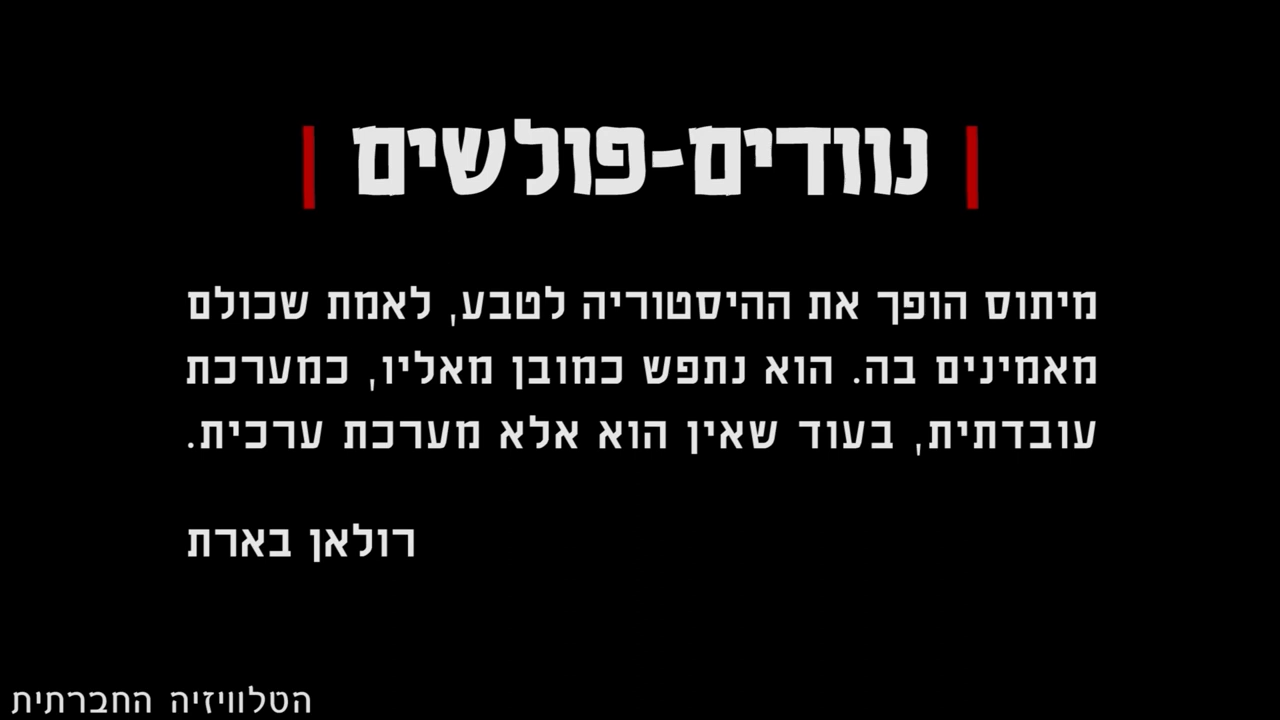 נוודים-פולשים
מיתוס הופך את ההיסטוריה לטבע, לאמת שכולם
מאמינים בה. הוא נתפש כמובן מאליו, כמערכת
עובדתית, בעוד שאין הוא אלא מערכת ערכית.
רולאן בארת
הטלוויזיה החברתית